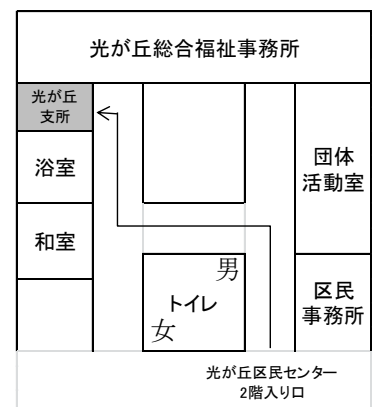 光が丘総合福祉事務所
光が丘
支所
浴室
団体
活動室
和室
男
トイレ
女
区民
事務所
光が丘区民センター
2階入り口